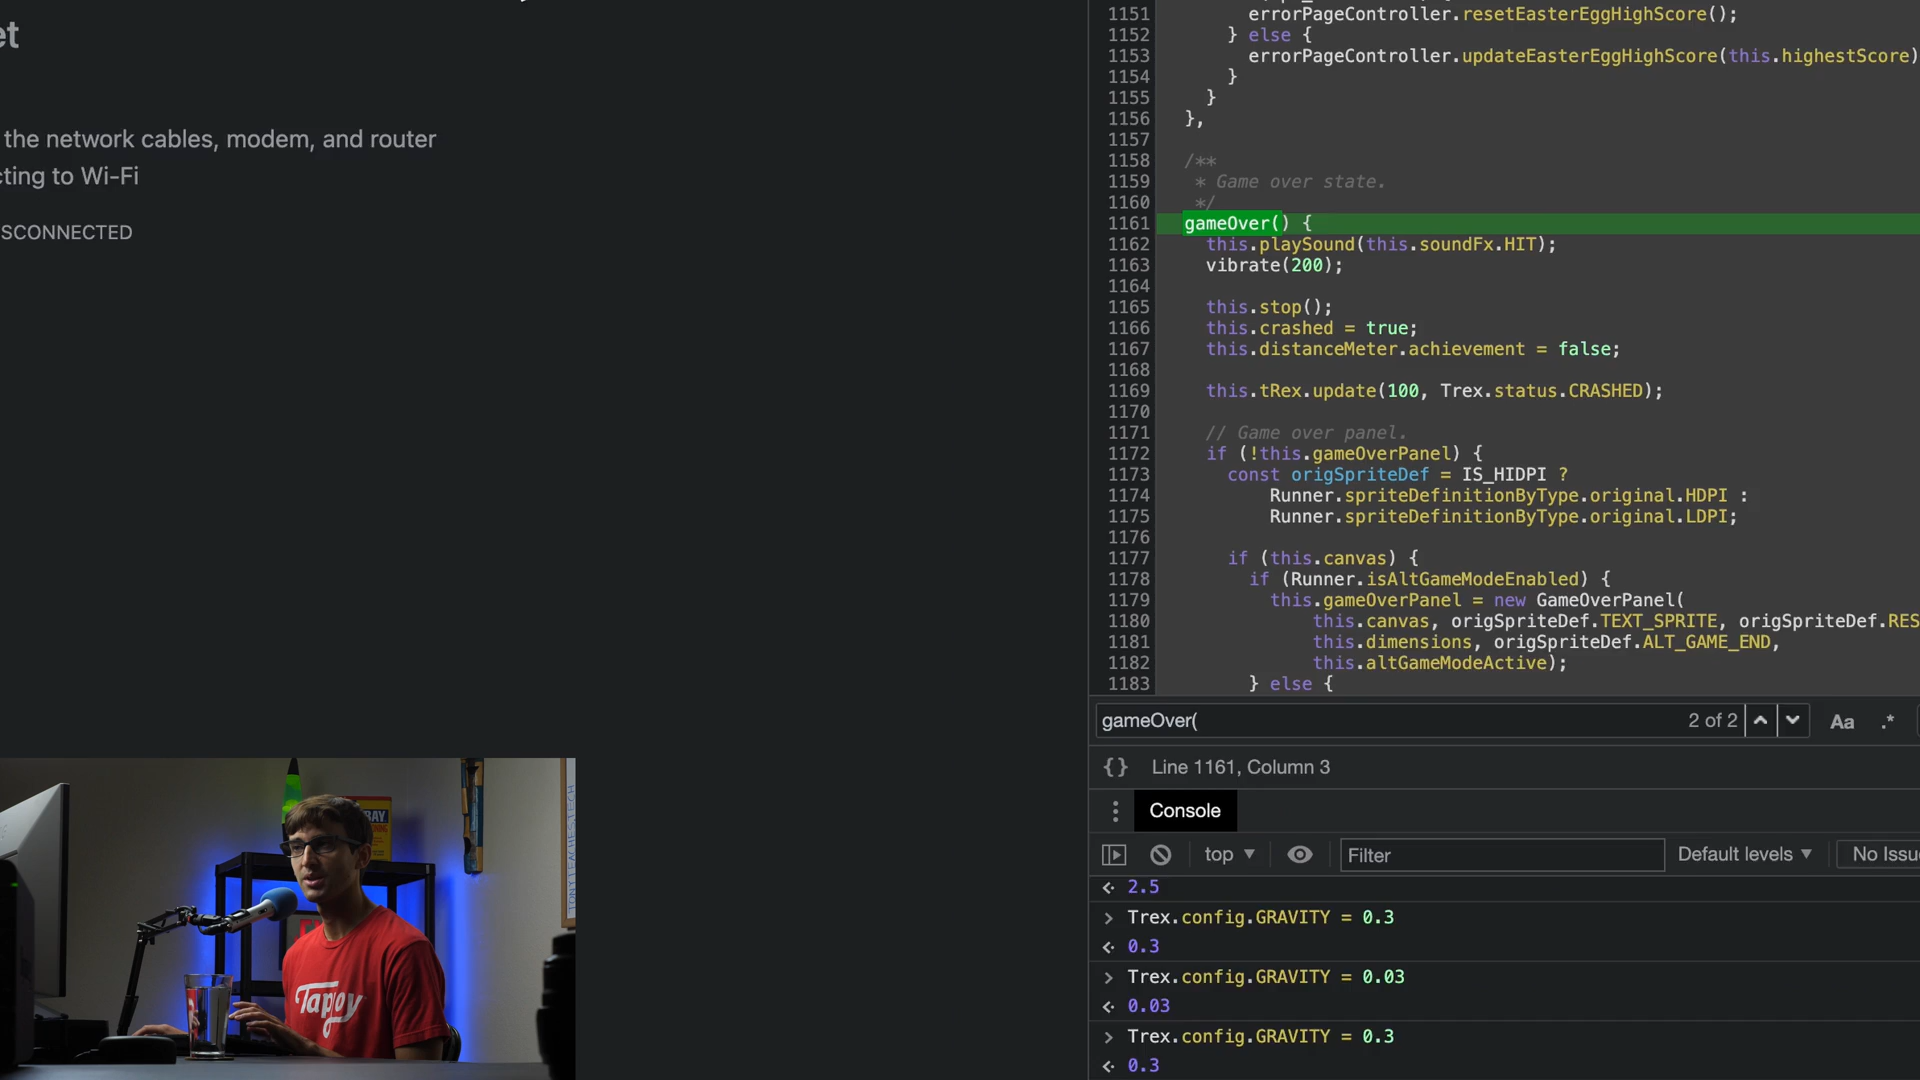 et
the network cables, modem, and router
cting to Wi-Fi
SCONNECTED
1151 errorPageController.resetEasterEggHighScore();
1152 } else {
1153 errorPageController.updateEasterEggHighScore(this.highestScore)
1154 }
1155 }
1156 },
1157
1158 /**
1159 * Game over state.
1160 */
1161 gameOver() {
1162 this.playSound(this.soundFx.HIT);
1163 vibrate(200);
1164
1165 this.stop();
1166 this.crashed = true;
1167 this.distanceMeter.achievement = false;
1168
1169 this.tRex.update(100, Trex.status.CRASHED);
1170
1171 // Game over panel.
1172 if (!this.gameOverPanel) {
1173 const origSpriteDef = IS_HIDPI ?
1174 Runner.spriteDefinitionByType.original.HDPI :
1175 Runner.spriteDefinitionByType.original.LDPI;
1176
1177 if (this.canvas) {
1178 if (Runner.isAltGameModeEnabled) {
1179 this.gameOverPanel = new GameOverPanel(
1180 this.canvas, origSpriteDef.TEXT_SPRITE, origSpriteDef.RES
1181 this.dimensions, origSpriteDef.ALT_GAME_END,
1182 this.altGameModeActive);
1183 } else {
gameOver( 2 of 2 Aa .*
{} Line 1161, Column 3
Console
top Filter Default levels No Issu
2.5
Trex.config.GRAVITY = 0.3
0.3
Trex.config.GRAVITY = 0.03
0.03
Trex.config.GRAVITY = 0.3
0.3
Tapjoy
TONYTEACHES.TECH